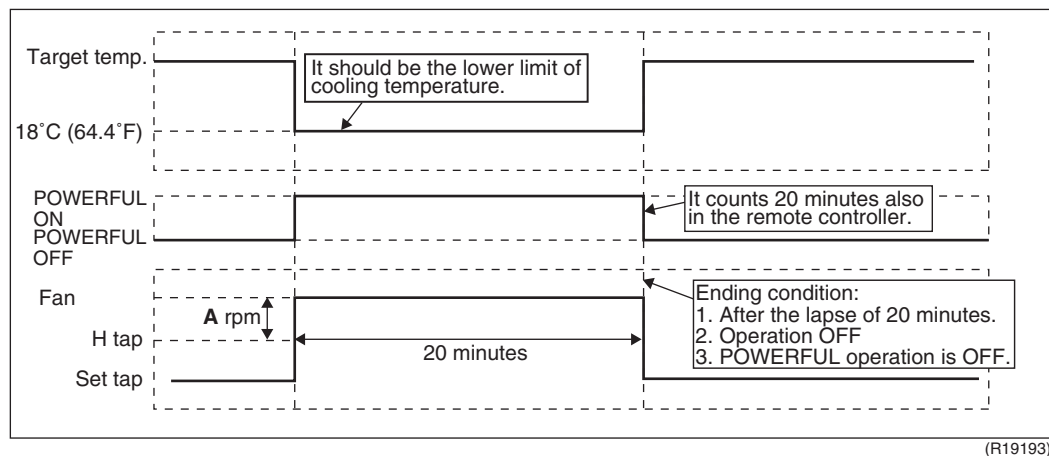 Target temp.
It should be the lower limit of
cooling temperature.
18˚C (64.4˚F)
POWERFUL
ON
POWERFUL
OFF
It counts 20 minutes also
in the remote controller.
Fan
A rpm
H tap
Set tap
20 minutes
Ending condition:
1. After the lapse of 20 minutes.
2. Operation OFF
3. POWERFUL operation is OFF.
(R19193)